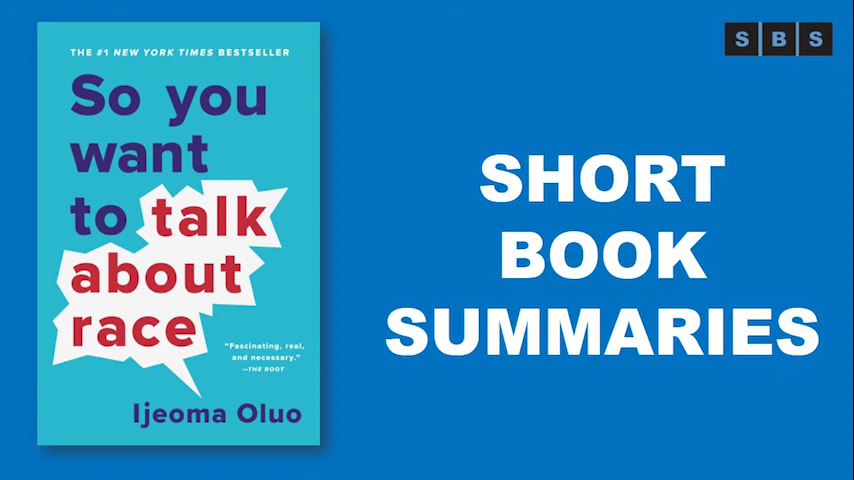 THE #1 NEW YORK TIMES BESTSELLER
So you
want
to talk
about
race
"Fascinating, real,
and necessary."
—THE ROOT
Ijeoma Oluo
S B S
SHORT
BOOK
SUMMARIES